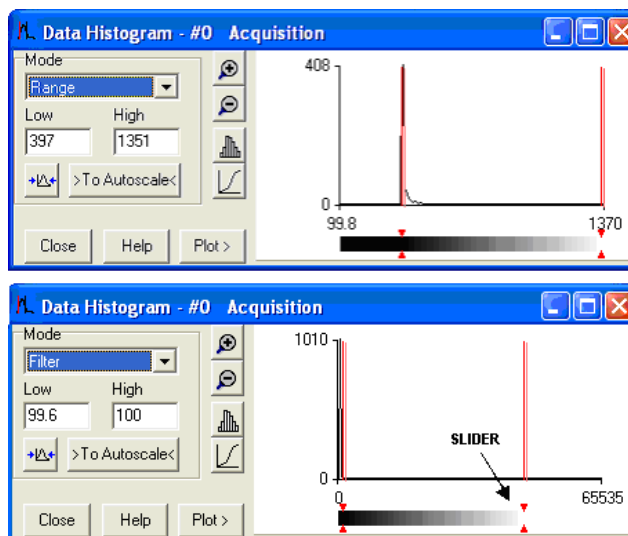 Data Histogram - #0 Acquisition
Mode
Range
Low High
397 1351
>To Autoscale<
Close Help Plot >
408
0
99.8 1370
Data Histogram - #0 Acquisition
Mode
Filter
Low High
99.6 100
>To Autoscale<
Close Help Plot >
1010
SLIDER
0
0 65535